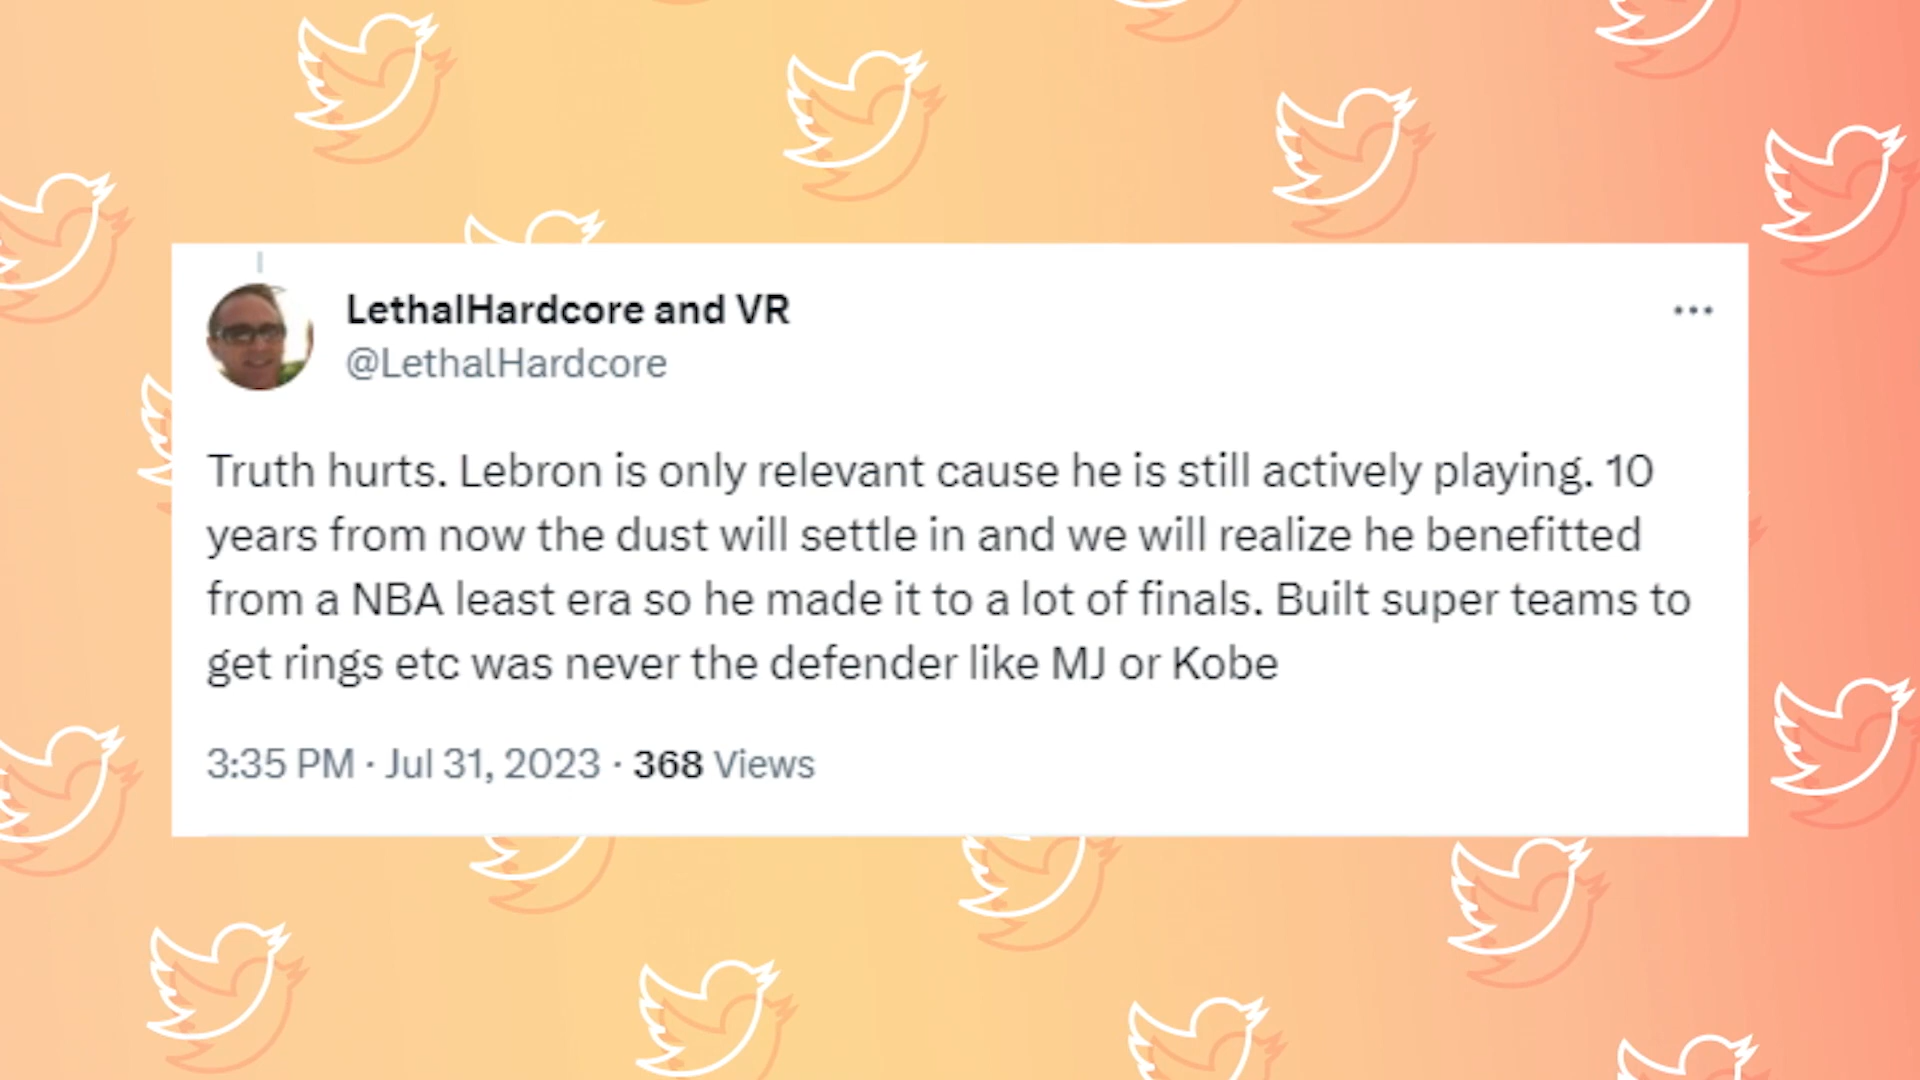 LethalHardcore and VR
@LethalHardcore
Truth hurts. Lebron is only relevant cause he is still actively playing. 10
years from now the dust will settle in and we will realize he benefitted
from a NBA least era so he made it to a lot of finals. Built super teams to
get rings etc was never the defender like MJ or Kobe
3:35 PM · Jul 31, 2023 · 368 Views